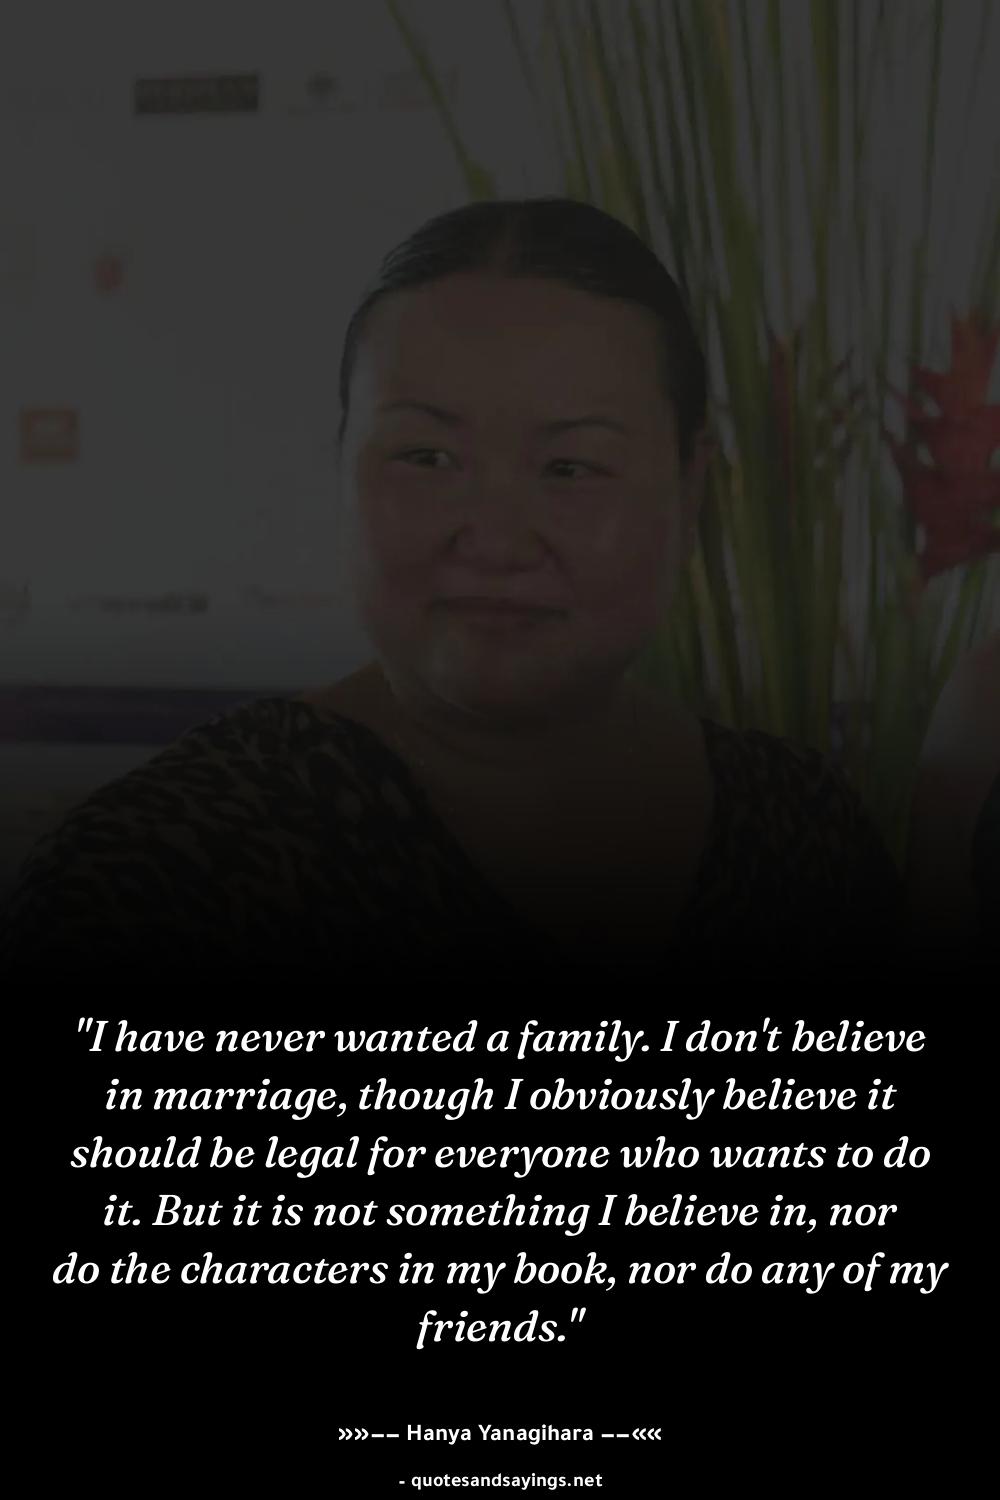 "I have never wanted a family. I don't believe
in marriage, though I obviously believe it
should be legal for everyone who wants to do
it. But it is not something I believe in, nor
do the characters in my book, nor do any of my
friends."
»»−− Hanya Yanagihara −−««
- quotesandsayings.net